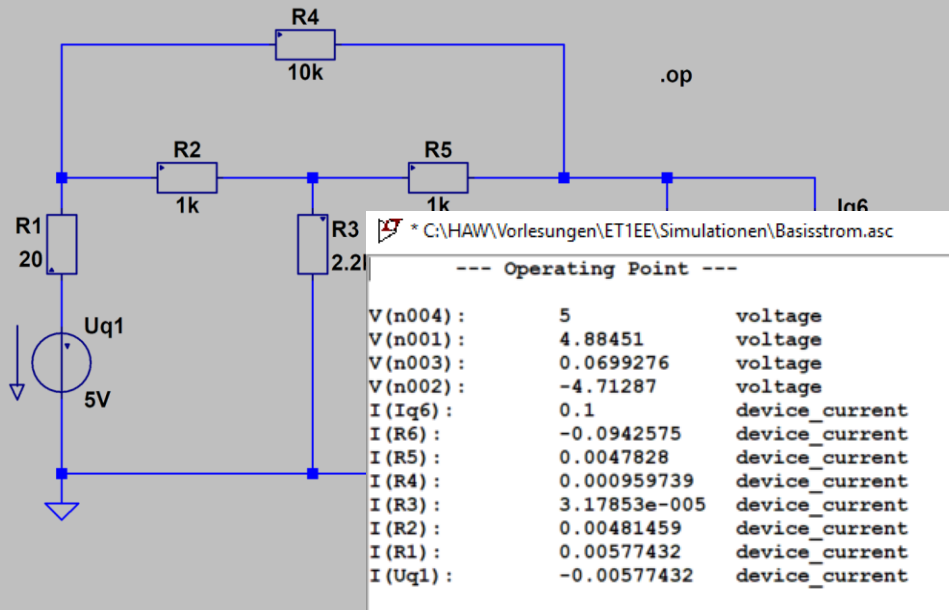 R4
10k
.op
R2
R5
1k
1k
Iq6
R1
20
R3
2.2
Uq1
5V
* C:\HAW\Vorlesungen\ET1EE\Simulationen\Basisstrom.asc
--- Operating Point ---
V(n004): 5 voltage
V(n001): 4.88451 voltage
V(n003): 0.0699276 voltage
V(n002): -4.71287 voltage
I(Iq6): 0.1 device_current
I(R6): -0.0942575 device_current
I(R5): 0.0047828 device_current
I(R4): 0.000959739 device_current
I(R3): 3.17853e-005 device_current
I(R2): 0.00481459 device_current
I(R1): 0.00577432 device_current
I(Uq1): -0.00577432 device_current